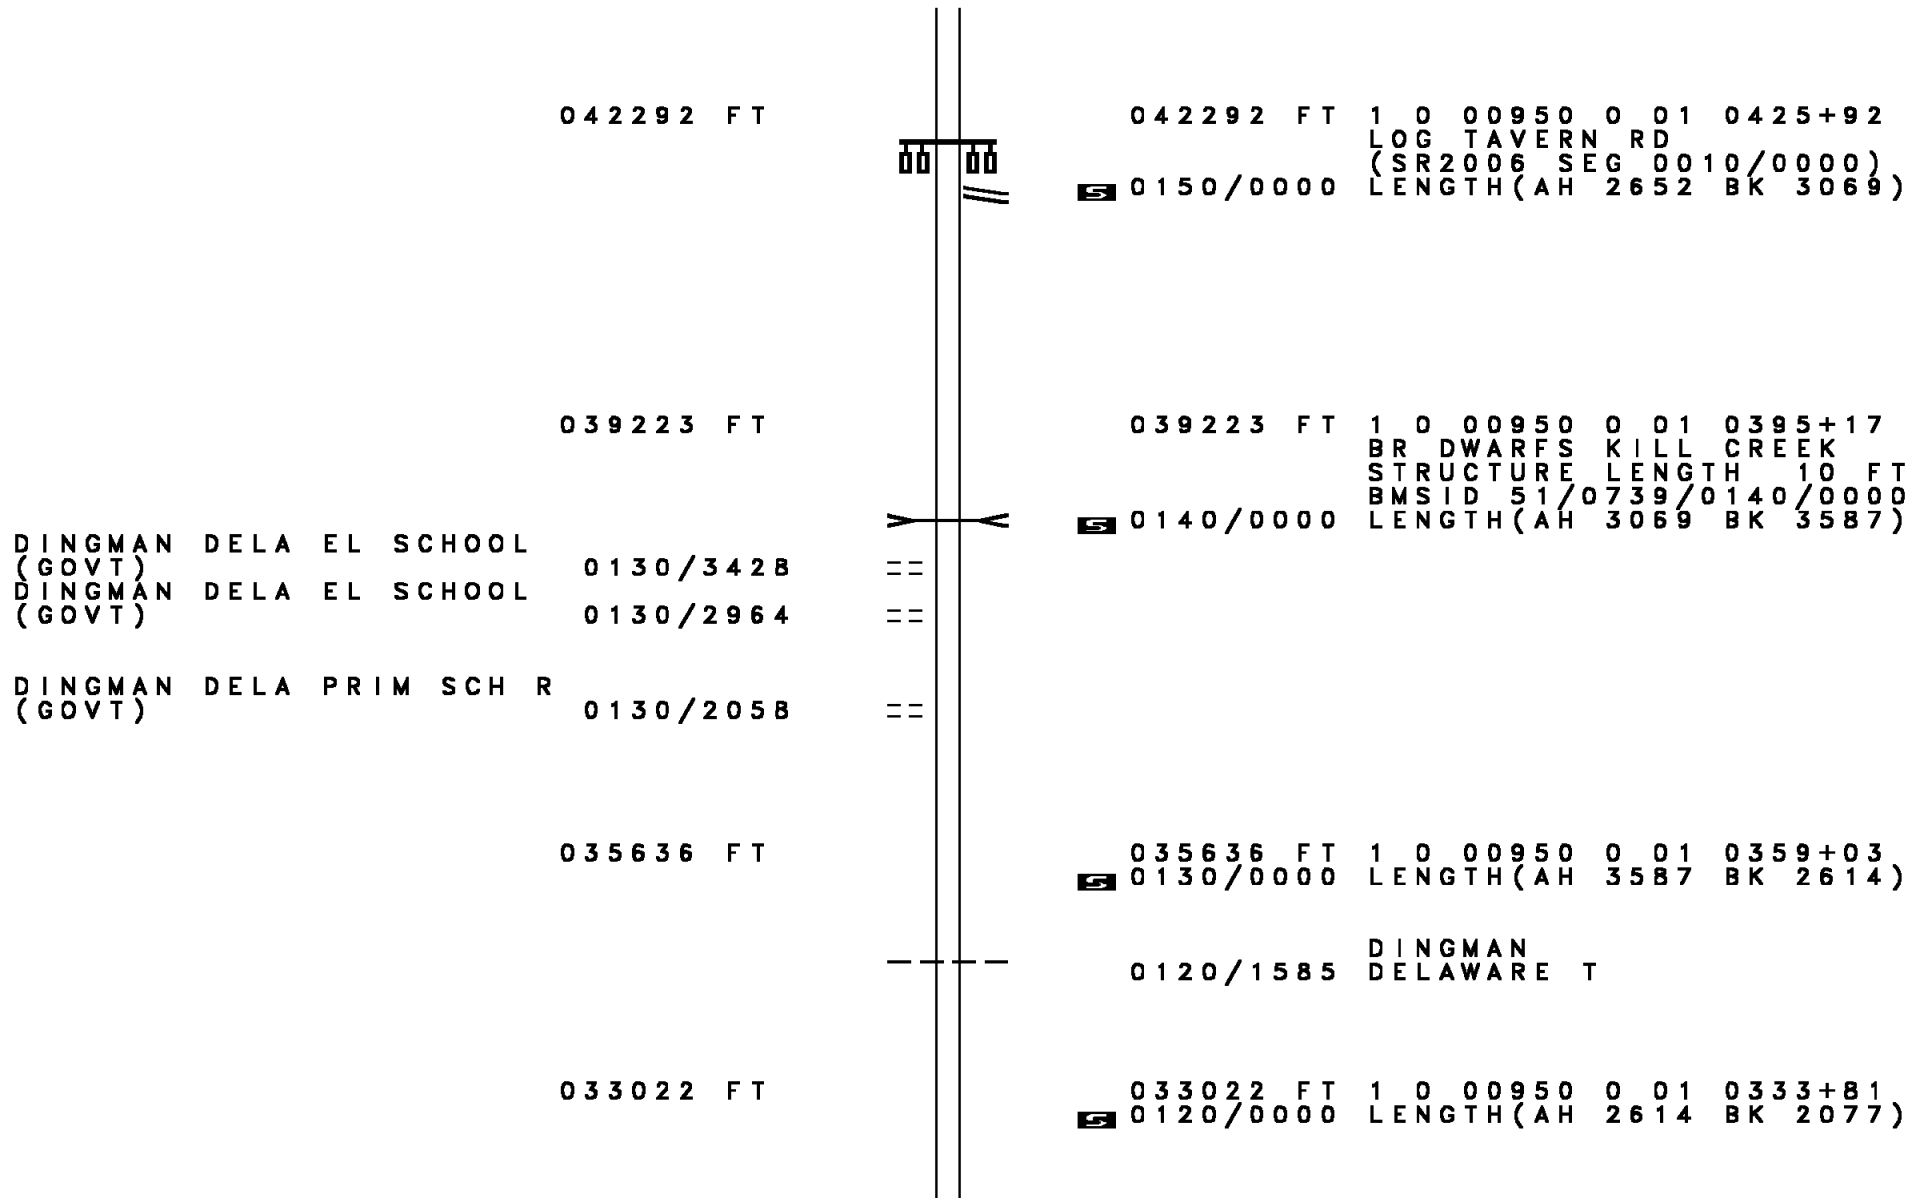 042292 FT 042292 FT 1 0 00950 0 01 0425+92
LOG TAVERN RD
(SR2006 SEG 0010/0000)
S 0150/0000 LENGTH(AH 2652 BK 3069)
039223 FT 039223 FT 1 0 00950 0 01 0395+17
BR DWARFS KILL CREEK
STRUCTURE LENGTH 10 FT
BMSID 51/0739/0140/0000
S 0140/0000 LENGTH(AH 3069 BK 3587)
DINGMAN DELA EL SCHOOL
(GOVT) 0130/3428
DINGMAN DELA EL SCHOOL
(GOVT) 0130/2964
DINGMAN DELA PRIM SCH R
(GOVT) 0130/2058
035636 FT 035636 FT 1 0 00950 0 01 0359+03
S 0130/0000 LENGTH(AH 3587 BK 2614)
DINGMAN
0120/1585 DELAWARE T
033022 FT 033022 FT 1 0 00950 0 01 0333+81
S 0120/0000 LENGTH(AH 2614 BK 2077)